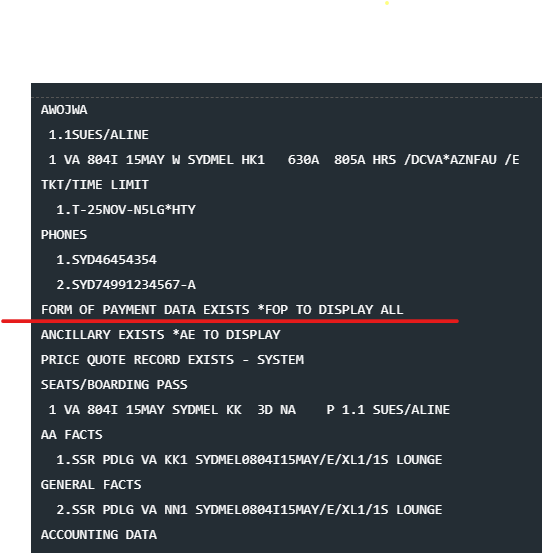 AWOJWA
1.1SUES/ALINE
1 VA 804I 15MAY W SYDMEL HK1 630A 805A HRS /DCVA*AZNFAU /E
TKT/TIME LIMIT
1.T-25NOV-N5LG*HTY
PHONES
1.SYD46454354
2.SYD74991234567-A
FORM OF PAYMENT DATA EXISTS *FOP TO DISPLAY ALL
ANCILLARY EXISTS *AE TO DISPLAY
PRICE QUOTE RECORD EXISTS - SYSTEM
SEATS/BOARDING PASS
1 VA 804I 15MAY SYDMEL KK 3D NA P 1.1 SUES/ALINE
AA FACTS
1.SSR PDLG VA KK1 SYDMEL0804I15MAY/E/XL1/1S LOUNGE
GENERAL FACTS
2.SSR PDLG VA NN1 SYDMEL0804I15MAY/E/XL1/1S LOUNGE
ACCOUNTING DATA